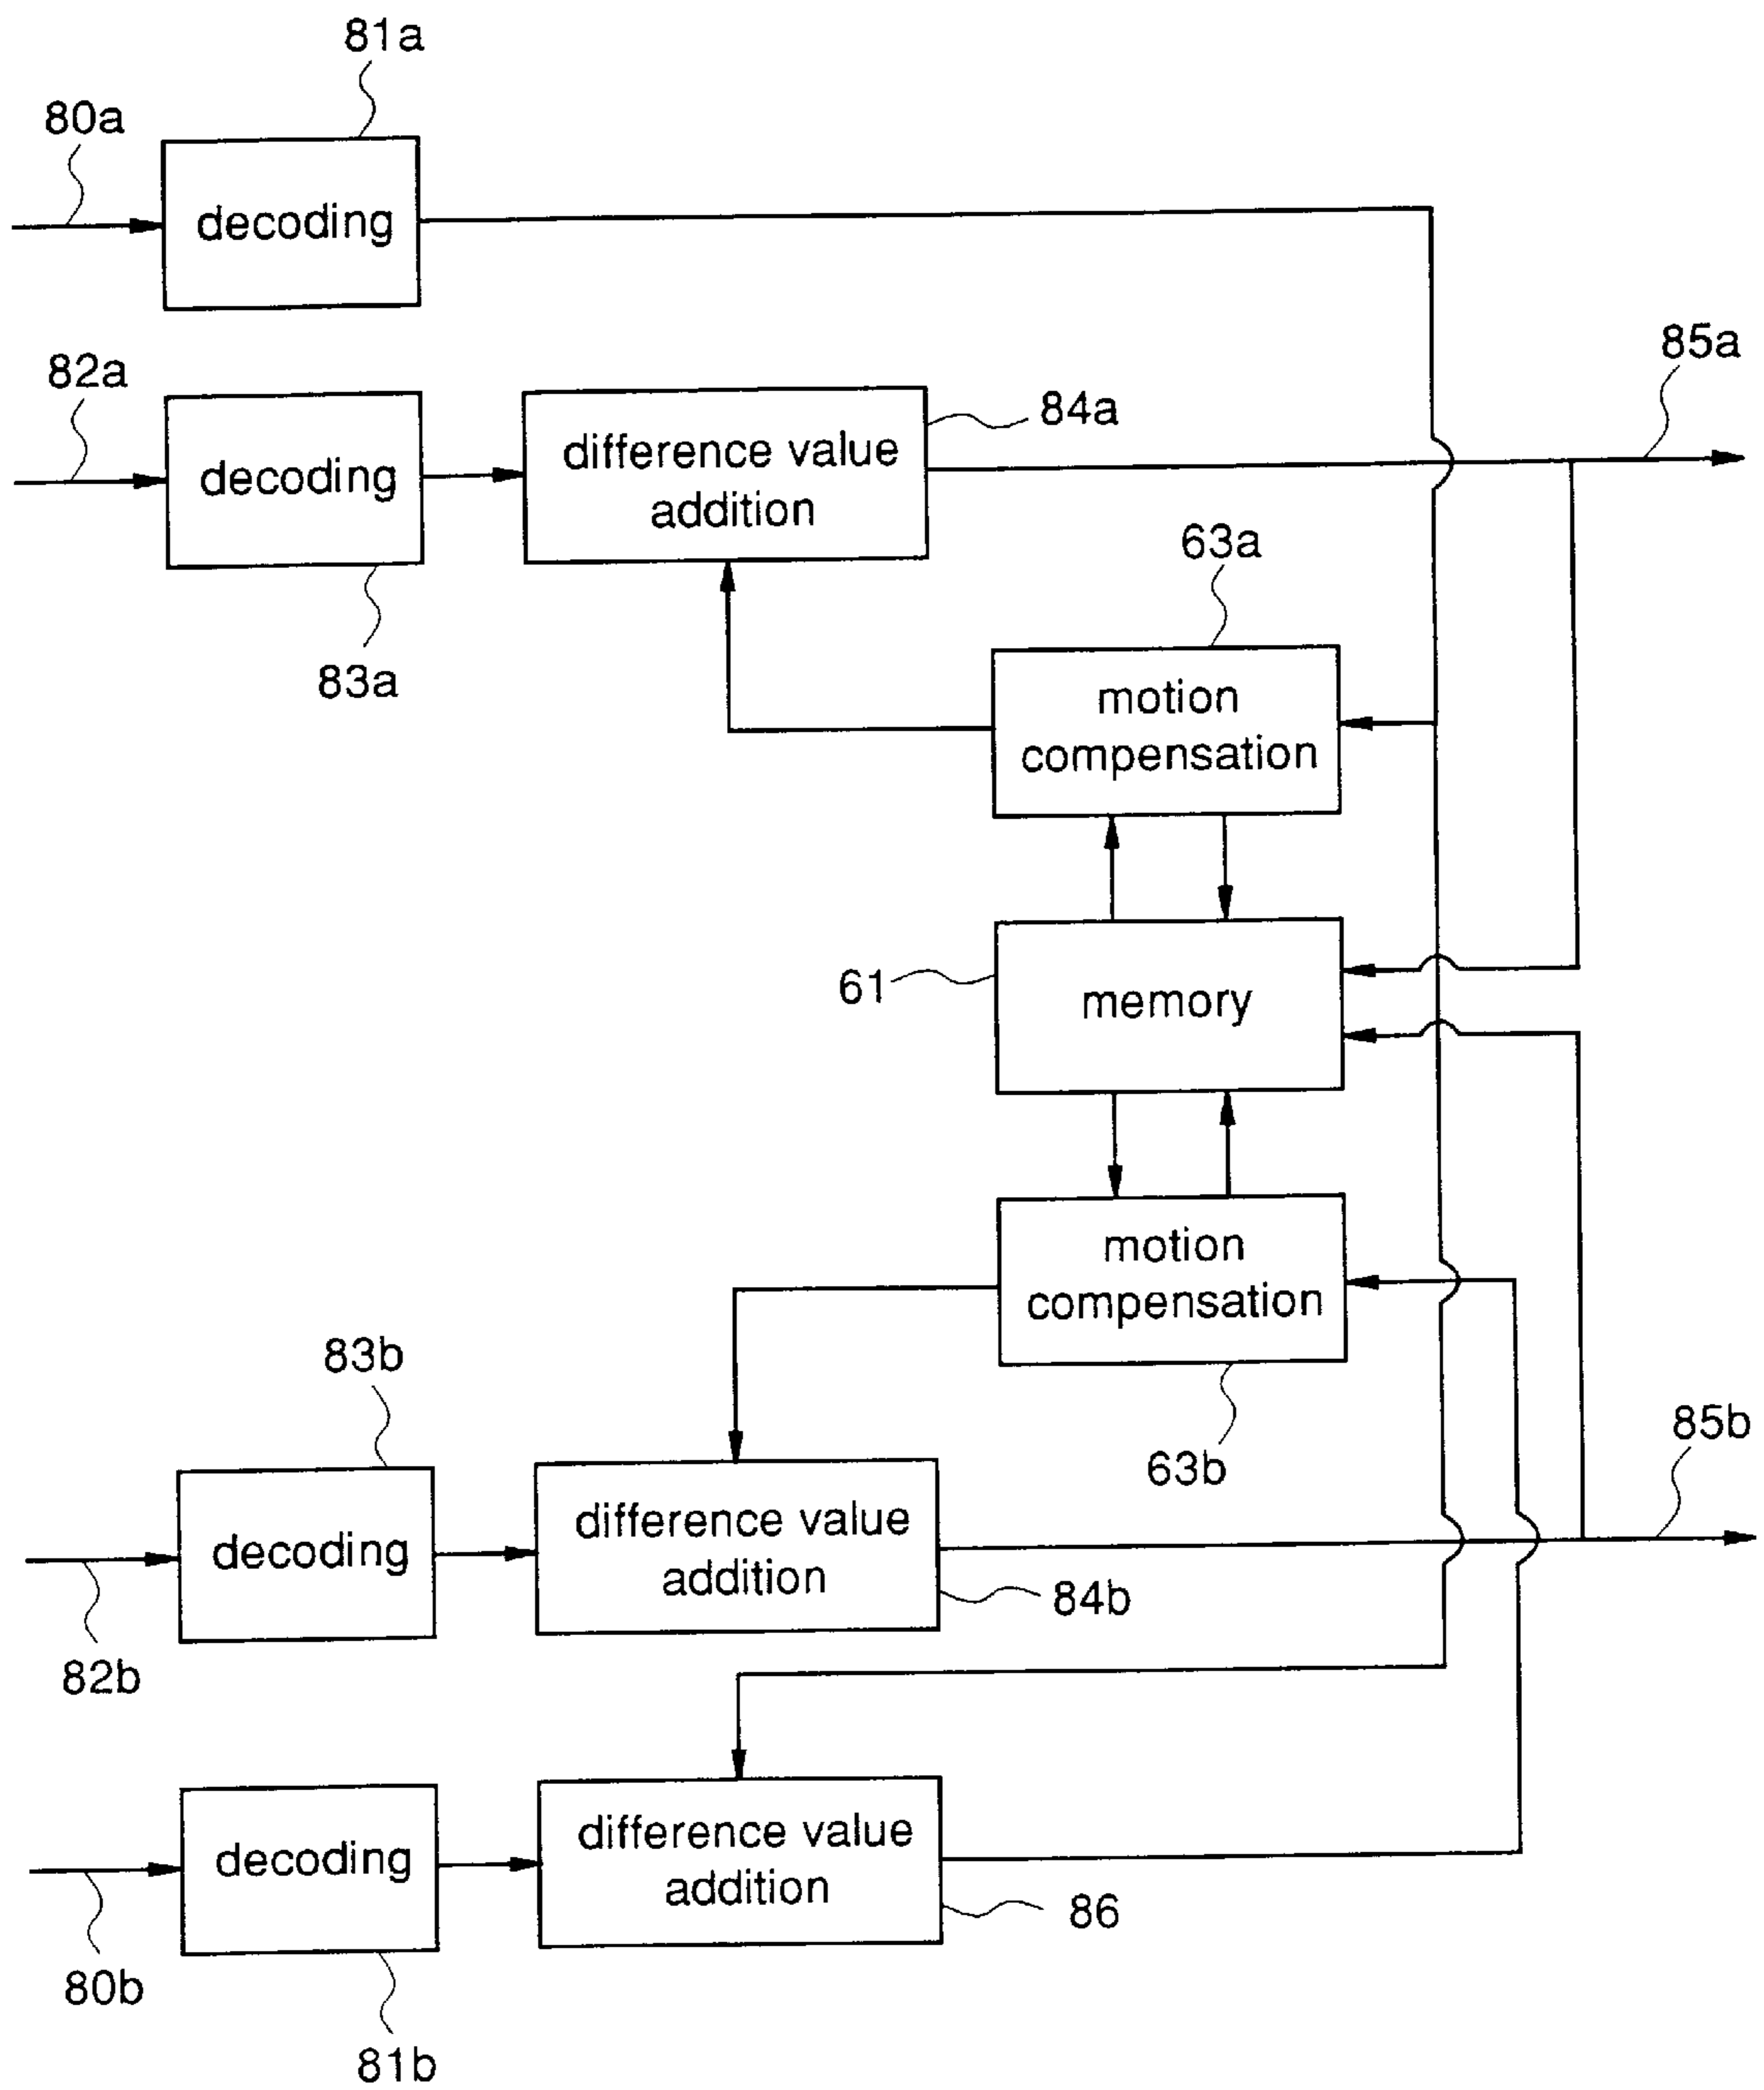 81a
80a
decoding
85a
82a
84a
decoding
difference value
addition
63a
83a
motion
compensation
61
memory
motion
compensation
83b
85b
63b
decoding
difference value
addition
84b
82b
decoding
difference value
addition
86
80b
81b